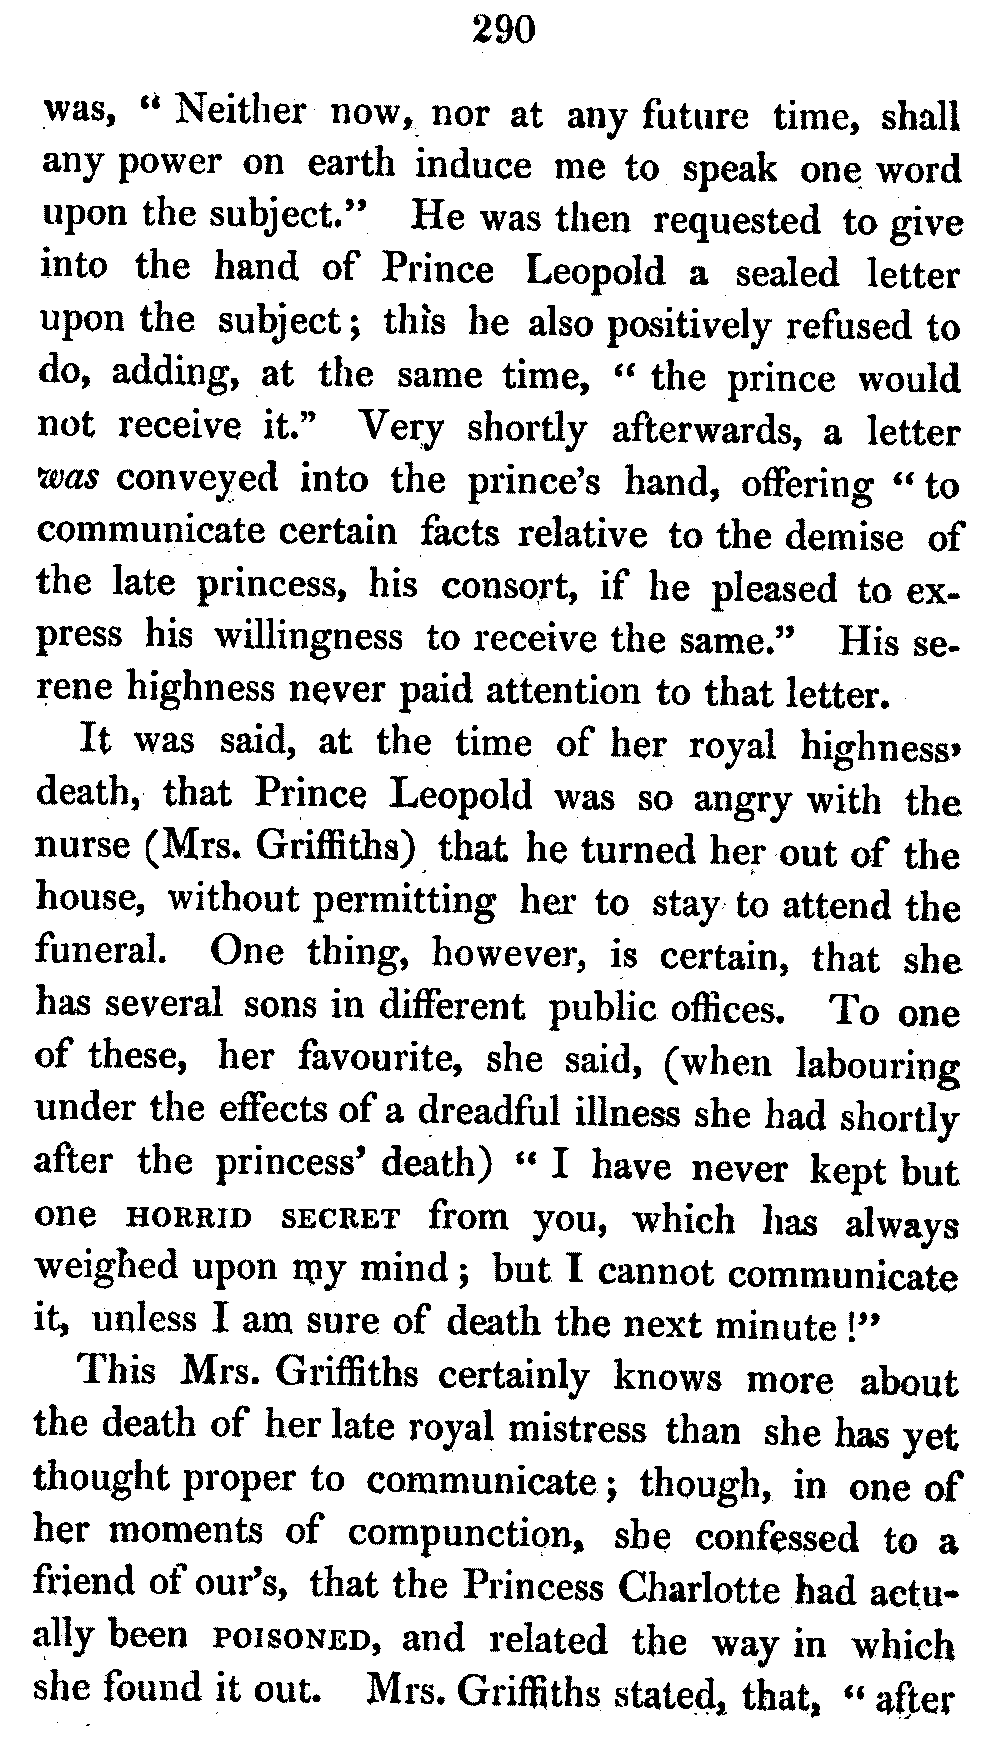 290
was, “ Neither now, nor at any future time, shall
any power on earth induce me to speak one word
upon the subject.” He was then requested to give
into the hand of Prince Leopold a sealed letter
upon the subject; this he also positively refused to
do, adding, at the same time, “ the prince would
not receive it.” Very shortly afterwards, a letter
was conveyed into the prince’s hand, offering “ to
communicate certain facts relative to the demise of
the late princess, his consort, if he pleased to ex-
press his willingness to receive the same.” His se-
rene highness never paid attention to that letter.
It was said, at the time of her royal highness’
death, that Prince Leopold was so angry with the
nurse (Mrs. Griffiths) that he turned her out of the
house, without permitting her to stay to attend the
funeral. One thing, however, is certain, that she
has several sons in different public offices. To one
of these, her favourite, she said, (when labouring
under the effects of a dreadful illness she had shortly
after the princess’ death) “ I have never kept but
one HORRID SECRET from you, which has always
weighed upon my mind; but I cannot communicate
it, unless I am sure of death the next minute !”
This Mrs. Griffiths certainly knows more about
the death of her late royal mistress than she has yet
thought proper to communicate; though, in one of
her moments of compunction, she confessed to a
friend of our’s, that the Princess Charlotte had actu-
ally been POISONED, and related the way in which
she found it out. Mrs. Griffiths stated, that, “ after